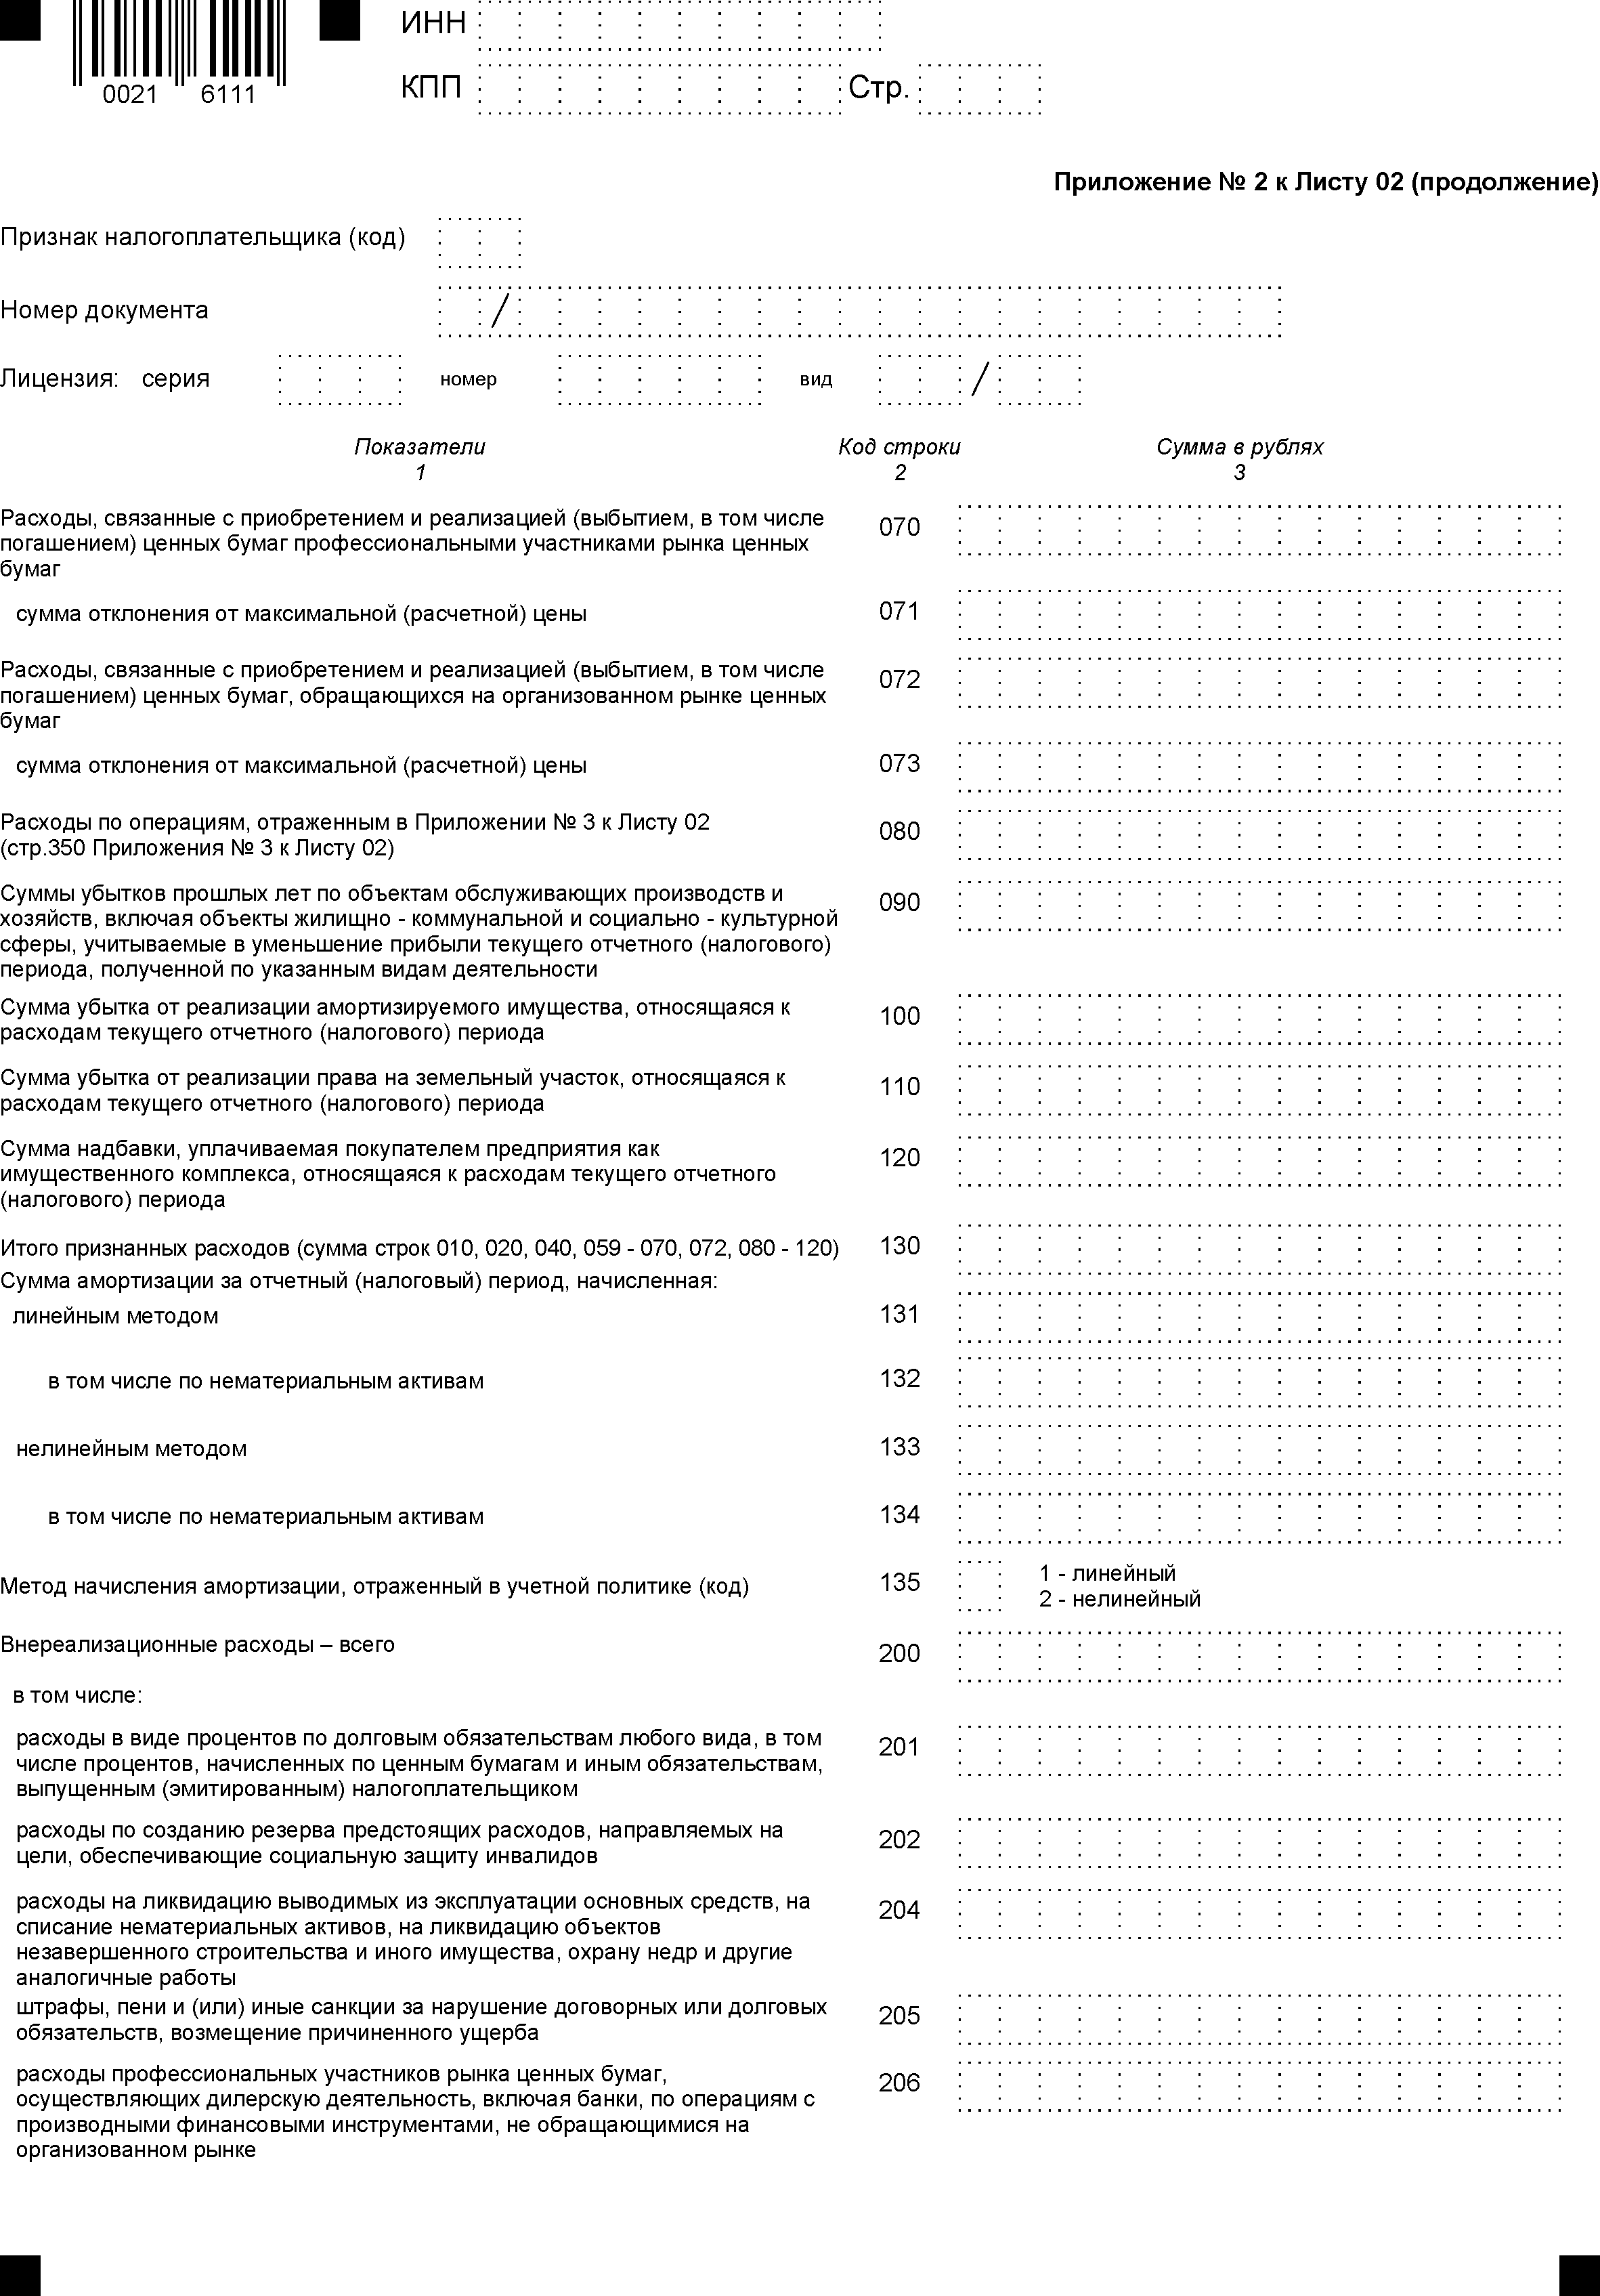 ИНН
0021 6111
КПП Стр.
Приложение № 2 к Листу 02 (продолжение)
Признак налогоплательщика (код)
Номер документа /
Лицензия: серия номер вид /
Показатели Код строки Сумма в рублях
1 2 3
Расходы, связанные с приобретением и реализацией (выбытием, в том числе 070
погашением) ценных бумаг профессиональными участниками рынка ценных
бумаг
сумма отклонения от максимальной (расчетной) цены 071
Расходы, связанные с приобретением и реализацией (выбытием, в том числе 072
погашением) ценных бумаг, обращающихся на организованном рынке ценных
бумаг
сумма отклонения от максимальной (расчетной) цены 073
Расходы по операциям, отраженным в Приложении № 3 к Листу 02 080
(стр.350 Приложения № 3 к Листу 02)
Суммы убытков прошлых лет по объектам обслуживающих производств и 090
хозяйств, включая объекты жилищно - коммунальной и социально - культурной
сферы, учитываемые в уменьшение прибыли текущего отчетного (налогового)
периода, полученной по указанным видам деятельности
Сумма убытка от реализации амортизируемого имущества, относящаяся к 100
расходам текущего отчетного (налогового) периода
Сумма убытка от реализации права на земельный участок, относящаяся к 110
расходам текущего отчетного (налогового) периода
Сумма надбавки, уплачиваемая покупателем предприятия как 120
имущественного комплекса, относящаяся к расходам текущего отчетного
(налогового) периода
Итого признанных расходов (сумма строк 010, 020, 040, 059 - 070, 072, 080 - 120) 130
Сумма амортизации за отчетный (налоговый) период, начисленная:
линейным методом 131
в том числе по нематериальным активам 132
нелинейным методом 133
в том числе по нематериальным активам 134
Метод начисления амортизации, отраженный в учетной политике (код) 135 1 - линейный
2 - нелинейный
Внереализационные расходы – всего 200
в том числе:
расходы в виде процентов по долговым обязательствам любого вида, в том 201
числе процентов, начисленных по ценным бумагам и иным обязательствам,
выпущенным (эмитированным) налогоплательщиком
расходы по созданию резерва предстоящих расходов, направляемых на 202
цели, обеспечивающие социальную защиту инвалидов
расходы на ликвидацию выводимых из эксплуатации основных средств, на 204
списание нематериальных активов, на ликвидацию объектов
незавершенного строительства и иного имущества, охрану недр и другие
аналогичные работы
штрафы, пени и (или) иные санкции за нарушение договорных или долговых 205
обязательств, возмещение причиненного ущерба
расходы профессиональных участников рынка ценных бумаг, 206
осуществляющих дилерскую деятельность, включая банки, по операциям с
производными финансовыми инструментами, не обращающимися на
организованном рынке